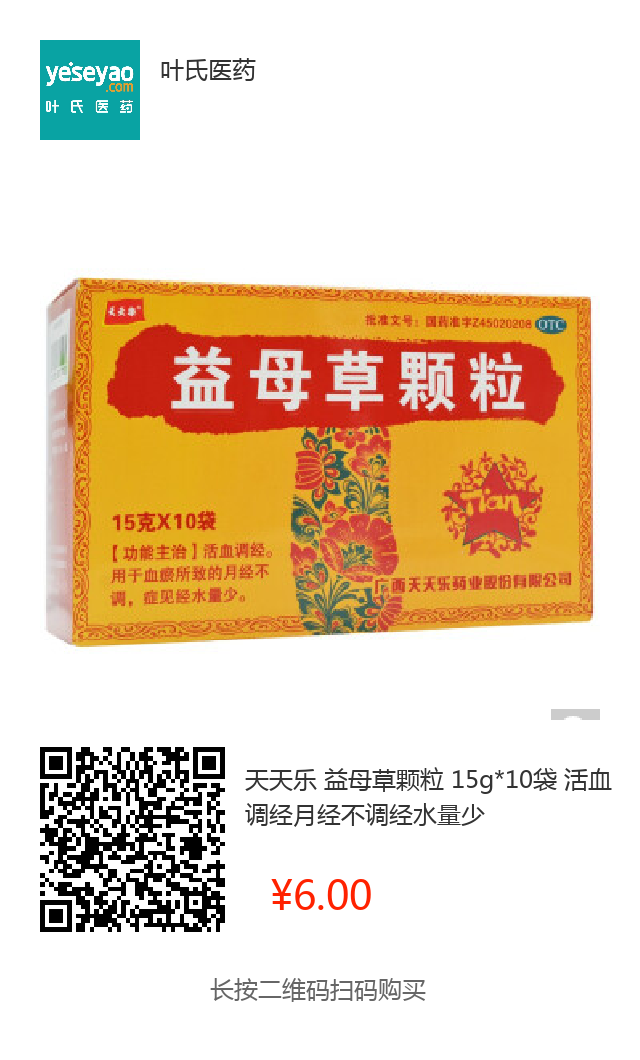 yeseyao
.com
叶氏医药
叶氏医药
天天乐
批准文号：国药准字Z45020208 OTC
益母草颗粒
15克X10袋
【功能主治】活血调经。
用于血瘀所致的月经不
调，症见经水量少。
Tian
广西天天乐药业股份有限公司
天天乐 益母草颗粒 15g*10袋 活血
调经月经不调经水量少
¥6.00
长按二维码扫码购买